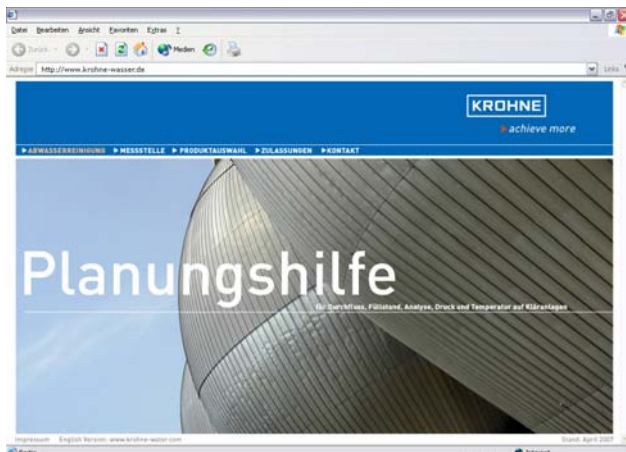 Datei Bearbeiten Ansicht Favoriten Extras ?
Zurück Medien
Adresse http://www.krohne-wasser.de Links
KROHNE
achieve more
ABWASSERREINIGUNG MESSSTELLE PRODUKTAUSWAHL ZULASSUNGEN KONTAKT
Planungshilfe
für Durchfluss, Füllstand, Analyse, Druck und Temperatur auf Kläranlagen
Impressum English Version: www.krohne-water.com Stand: April 2007
Internet